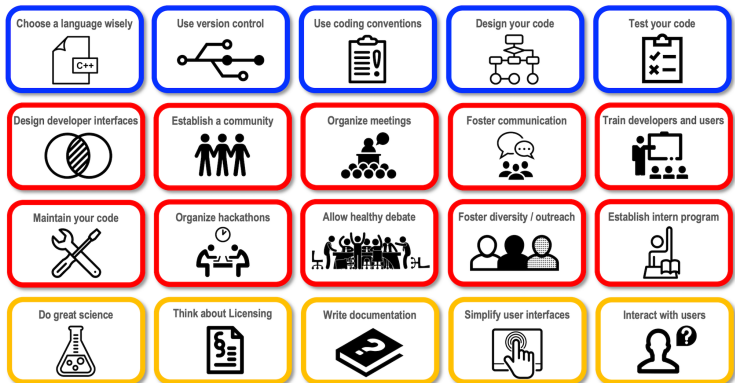 Choose a language wisely
C++
Use version control
Use coding conventions
Design your code
Test your code
Design developer interfaces
Establish a community
Organize meetings
Foster communication
Train developers and users
Maintain your code
Organize hackathons
Allow healthy debate
Foster diversity / outreach
Establish intern program
Do great science
Think about Licensing
§
Write documentation
?
Simplify user interfaces
Interact with users
?